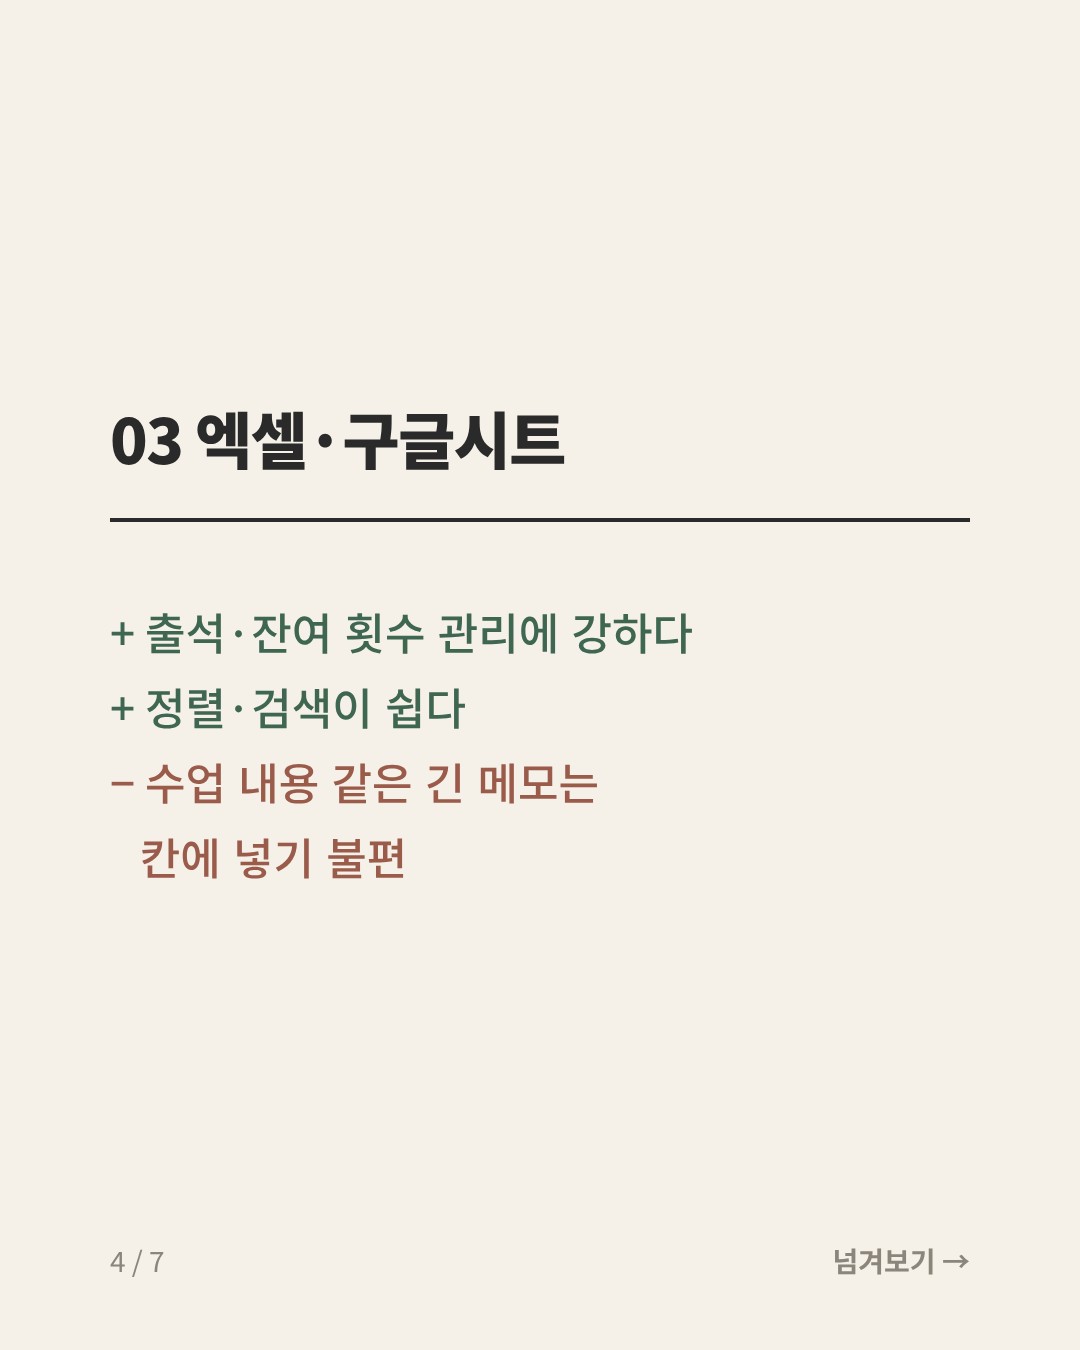 03 엑셀·구글시트
+ 출석·잔여 횟수 관리에 강하다
+ 정렬·검색이 쉽다
− 수업 내용 같은 긴 메모는
칸에 넣기 불편
4 / 7
넘겨보기 →